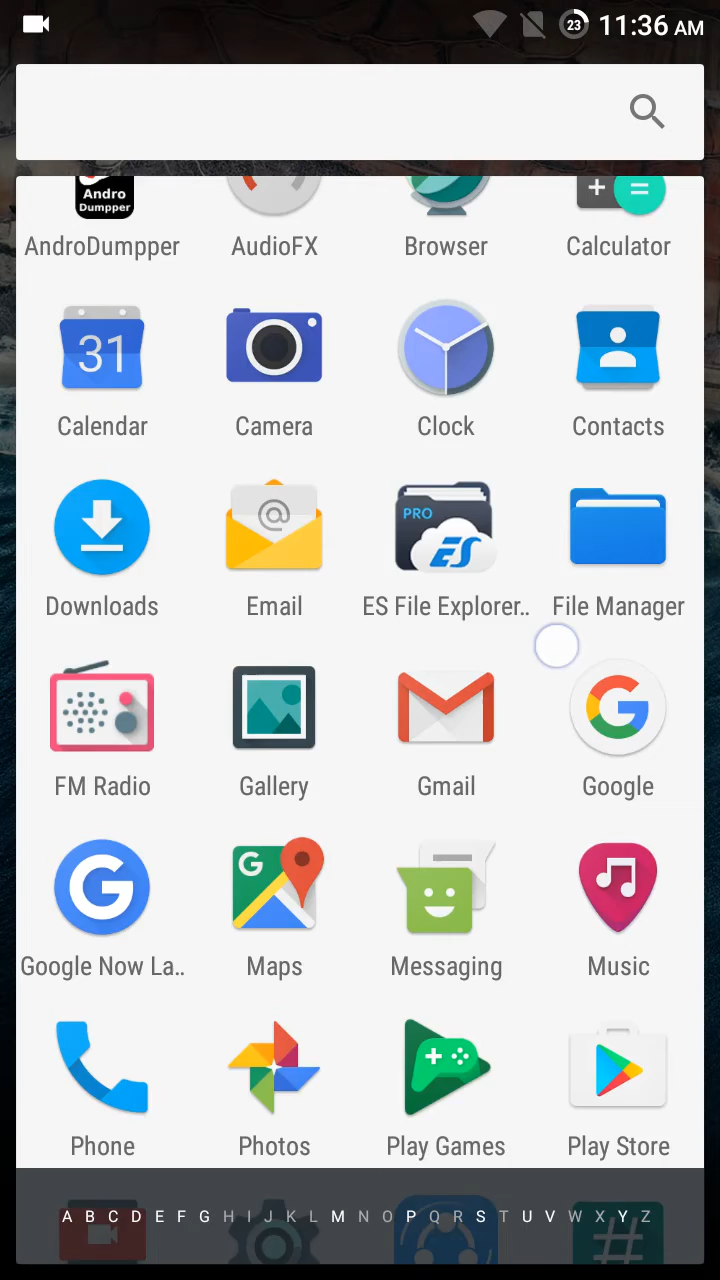 23 11:36 AM
Andro
Dumpper
AndroDumpper AudioFX Browser Calculator
31
Calendar Camera Clock Contacts
@ PRO ES
Downloads Email ES File Explorer.. File Manager
FM Radio Gallery Gmail Google
G G
Google Now La.. Maps Messaging Music
Phone Photos Play Games Play Store
A B C D E F G H I J K L M N O P Q R S T U V W X Y Z
#